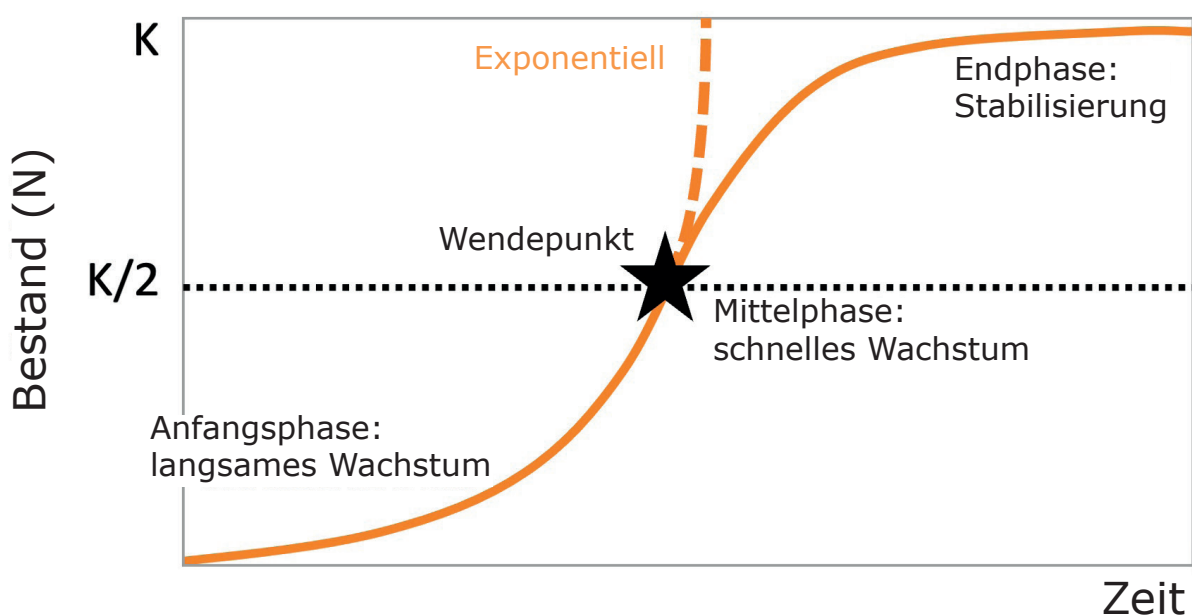 K
Exponentiell
Endphase:
Stabilisierung
Bestand (N)
Wendepunkt
K/2
Mittelphase:
schnelles Wachstum
Anfangsphase:
langsames Wachstum
Zeit